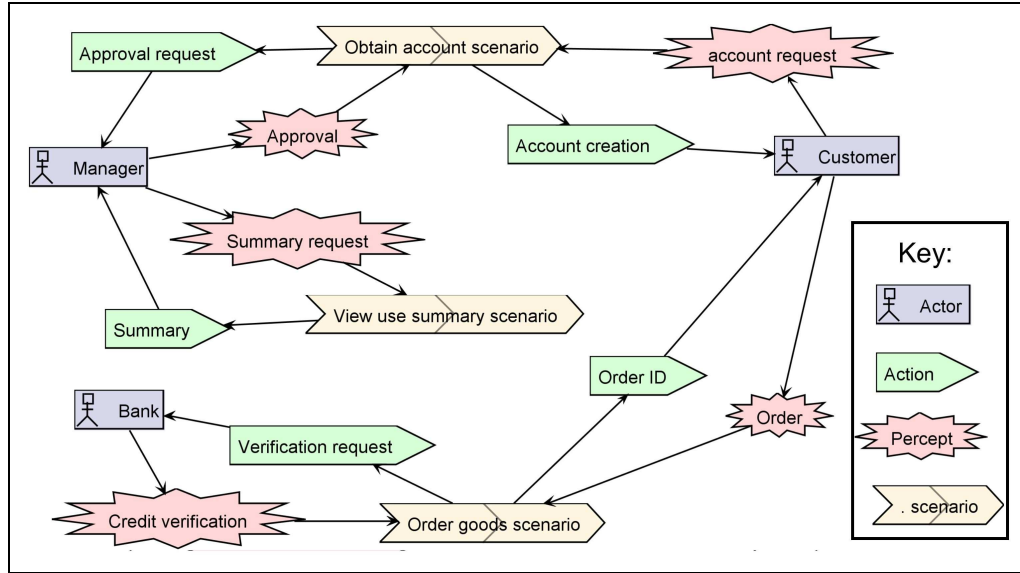 Approval request
Obtain account scenario
account request
Approval
Account creation
Manager
Customer
Summary request
Key:
View use summary scenario
Actor
Summary
Order ID
Action
Bank
Order
Verification request
Percept
Credit verification
Order goods scenario
. scenario